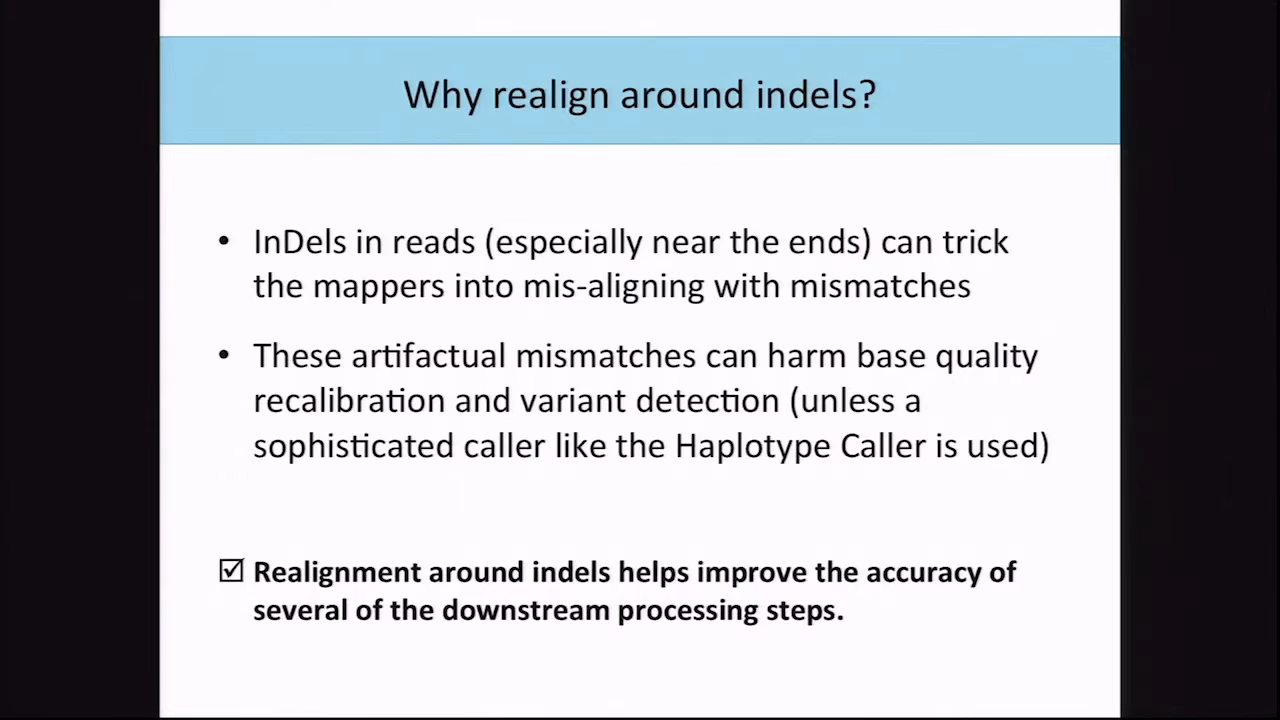 Why realign around indels?
• InDels in reads (especially near the ends) can trick
the mappers into mis-aligning with mismatches
• These artifactual mismatches can harm base quality
recalibration and variant detection (unless a
sophisticated caller like the Haplotype Caller is used)
☑ Realignment around indels helps improve the accuracy of
several of the downstream processing steps.